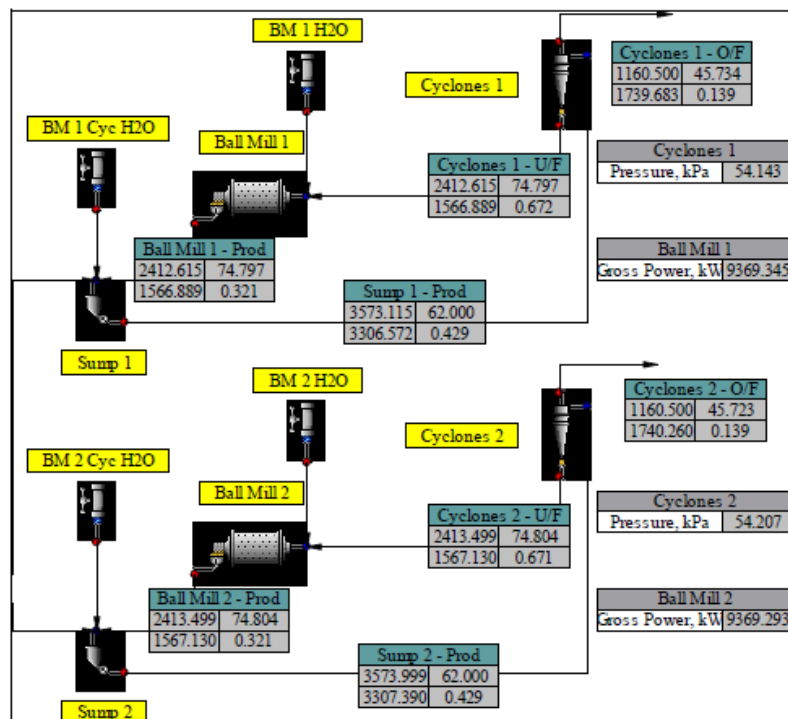 BM 1 H2O
Cyclones 1 - O/F
1160.500 45.734
1739.683 0.139
Cyclones 1
BM 1 Cyc H2O
Ball Mill 1
Cyclones 1 - U/F
2412.615 74.797
1566.889 0.672
Cyclones 1
Pressure, kPa 54.143
Ball Mill 1 - Prod
2412.615 74.797
1566.889 0.321
Ball Mill 1
Gross Power, kW 9369.345
Sump 1 - Prod
3573.115 62.000
3306.572 0.429
Sump 1
BM 2 H2O
Cyclones 2 - O/F
1160.500 45.723
1740.260 0.139
Cyclones 2
BM 2 Cyc H2O
Ball Mill 2
Cyclones 2 - U/F
2413.499 74.804
1567.130 0.671
Cyclones 2
Pressure, kPa 54.207
Ball Mill 2 - Prod
2413.499 74.804
1567.130 0.321
Ball Mill 2
Gross Power, kW 9369.293
Sump 2 - Prod
3573.999 62.000
3307.390 0.429
Sump 2